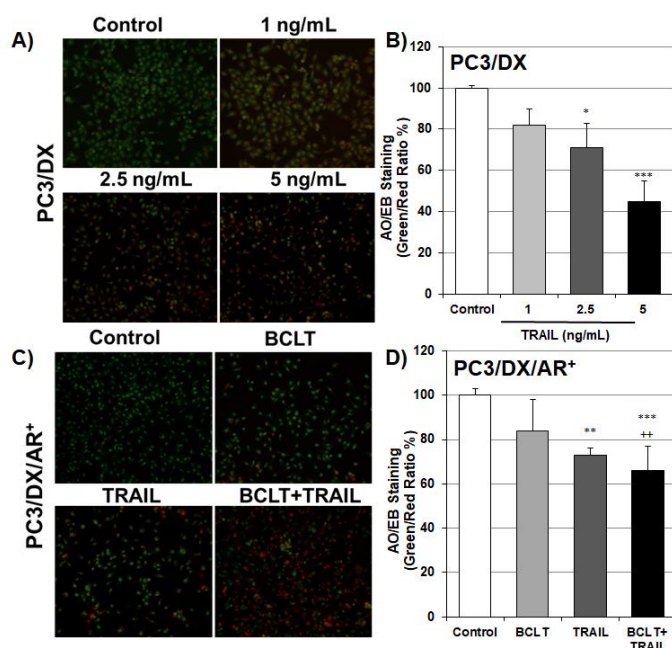 A)
Control
1 ng/mL
PC3/DX
2.5 ng/mL
5 ng/mL
B)
PC3/DX
AO/EB Staining
(Green/Red Ratio %)
120
100
80
60
40
20
0
*
***
Control
1
2.5
5
TRAIL (ng/mL)
C)
Control
BCLT
PC3/DX/AR⁺
TRAIL
BCLT+TRAIL
D)
PC3/DX/AR⁺
AO/EB Staining
(Green/Red Ratio %)
120
100
80
60
40
20
0
**
***
++
Control
BCLT
TRAIL
BCLT+
TRAIL